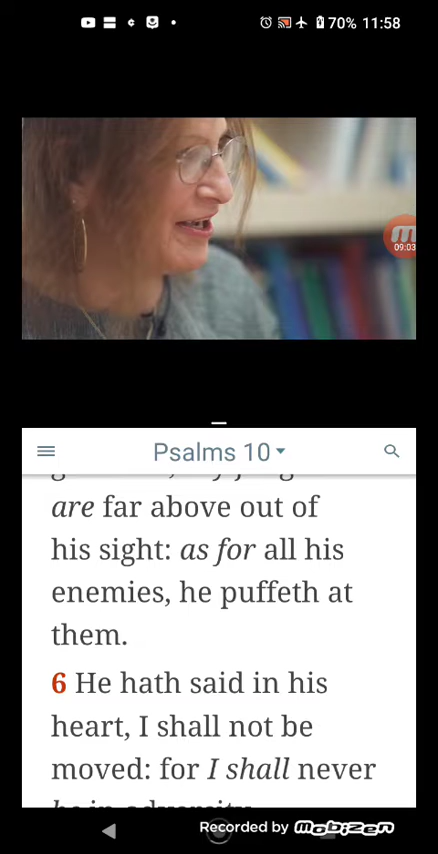 70% 11:58
09:03
Psalms 10
are far above out of
his sight: as for all his
enemies, he puffeth at
them.
6 He hath said in his
heart, I shall not be
moved: for I shall never
Recorded by mobizen